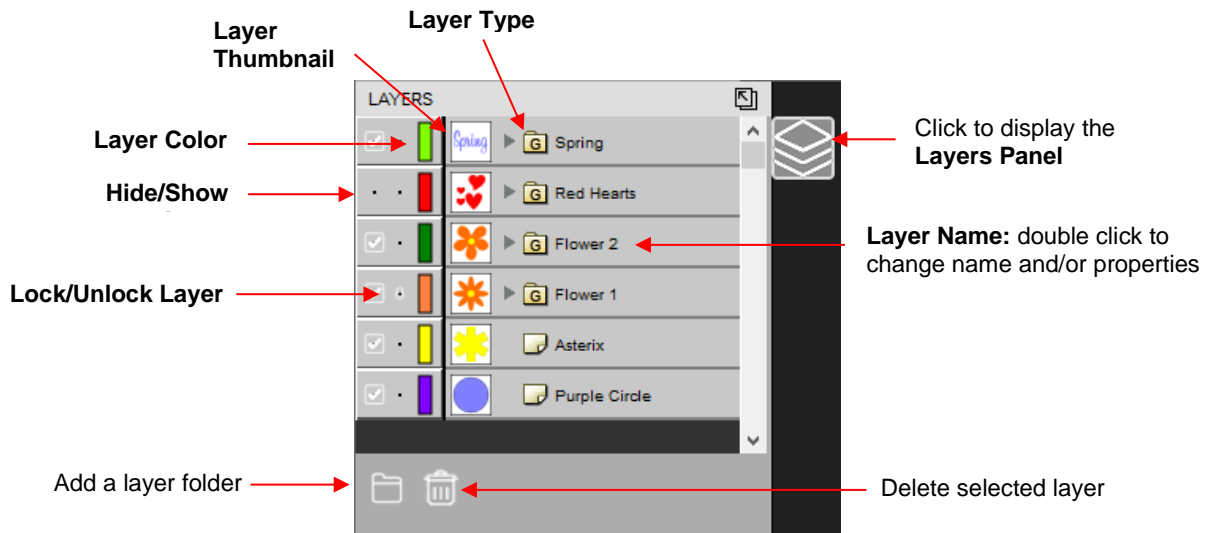 Layer Type
Layer
Thumbnail
LAYERS
Layer Color
Spring
G
Spring
Click to display the
Layers Panel
Hide/Show
G
Red Hearts
G
Flower 2
Layer Name: double click to
change name and/or properties
Lock/Unlock Layer
G
Flower 1
Asterix
Purple Circle
Add a layer folder
Delete selected layer